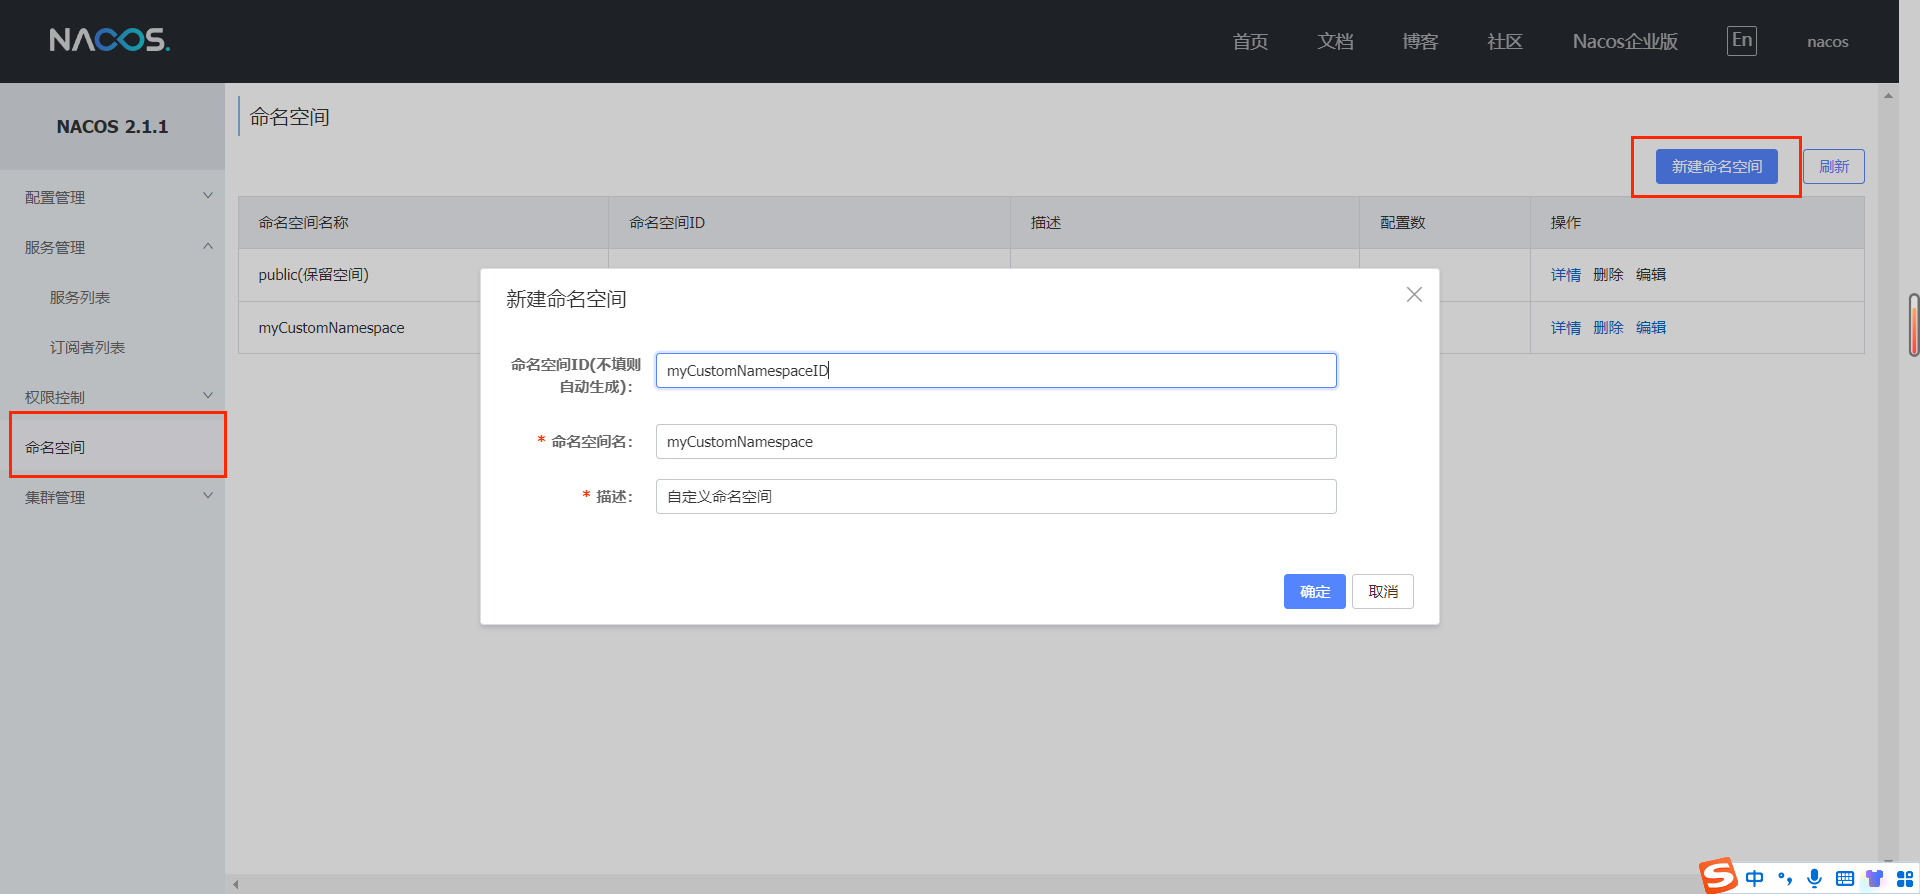 NACOS.
首页 文档 博客 社区 Nacos企业版 En nacos
NACOS 2.1.1
配置管理
服务管理
服务列表
订阅者列表
权限控制
命名空间
集群管理
命名空间
新建命名空间 刷新
命名空间名称 命名空间ID 描述 配置数 操作
public(保留空间) 详情 删除 编辑
myCustomNamespace 详情 删除 编辑
新建命名空间
命名空间ID(不填则
自动生成)：
myCustomNamespaceID
* 命名空间名： myCustomNamespace
* 描述： 自定义命名空间
确定 取消
S 中